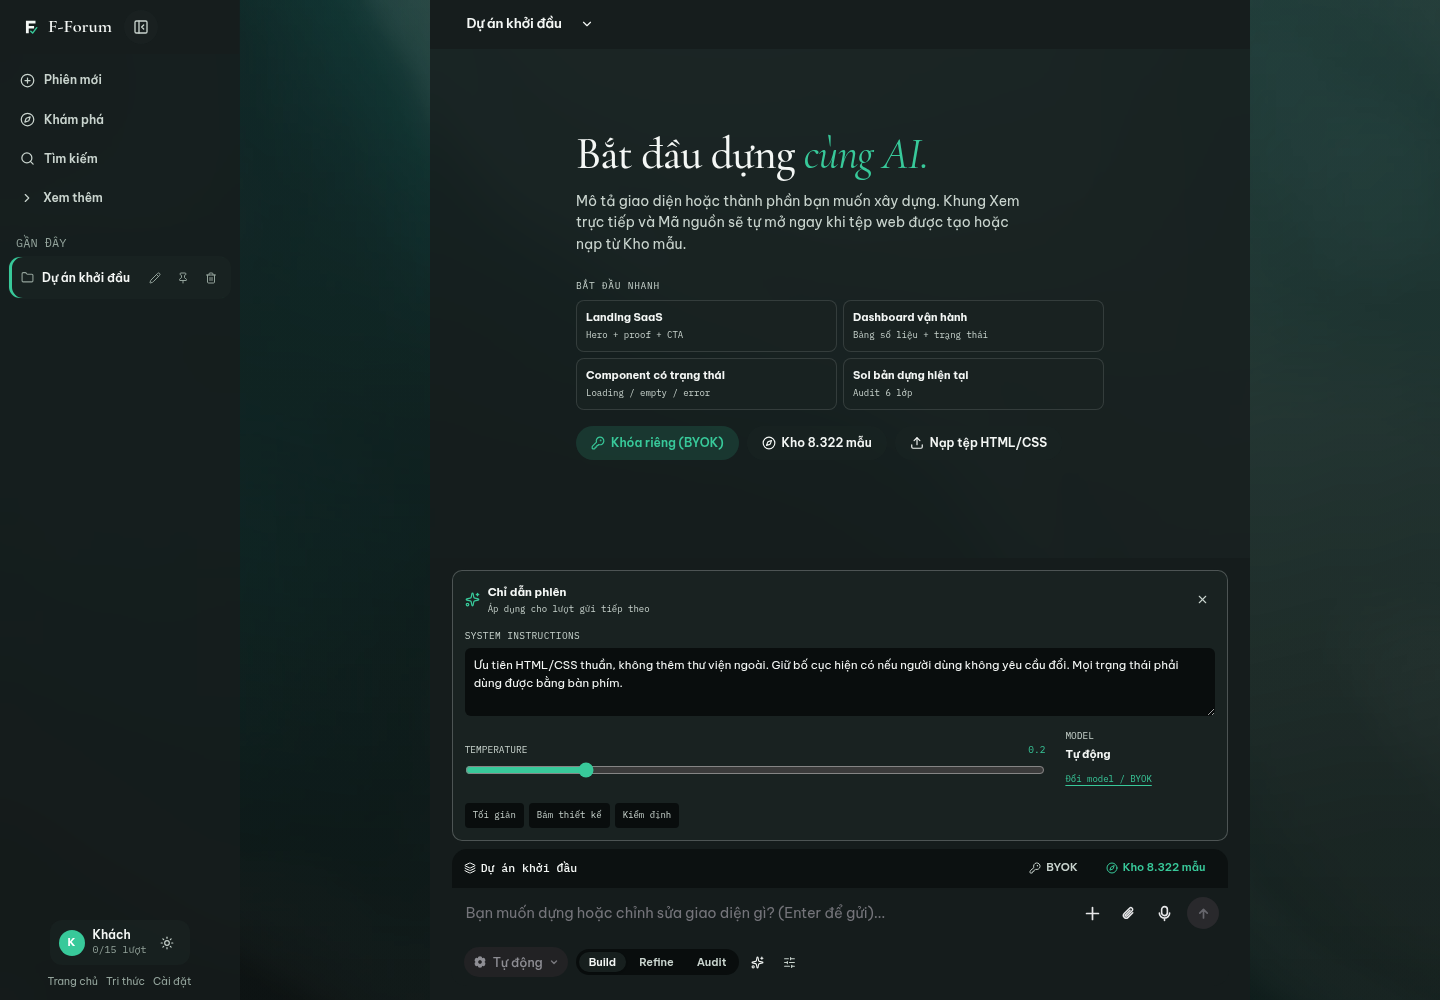 F-Forum
Phiên mới
Khám phá
Tìm kiếm
Xem thêm
GẦN ĐÂY
Dự án khởi đầu
K
Khách
0/15 lượt
Trang chủ Tri thức Cài đặt
Dự án khởi đầu
Bắt đầu dựng cùng AI.
Mô tả giao diện hoặc thành phần bạn muốn xây dựng. Khung Xem
trực tiếp và Mã nguồn sẽ tự mở ngay khi tệp web được tạo hoặc
nạp từ Kho mẫu.
BẮT ĐẦU NHANH
Landing SaaS
Hero + proof + CTA
Dashboard vận hành
Bảng số liệu + trạng thái
Component có trạng thái
Loading / empty / error
Soi bản dựng hiện tại
Audit 6 lớp
Khóa riêng (BYOK)
Kho 8.322 mẫu
Nạp tệp HTML/CSS
Chỉ dẫn phiên
Áp dụng cho lượt gửi tiếp theo
SYSTEM INSTRUCTIONS
Ưu tiên HTML/CSS thuần, không thêm thư viện ngoài. Giữ bố cục hiện có nếu người dùng không yêu cầu đổi. Mọi trạng thái phải
dùng được bằng bàn phím.
TEMPERATURE 0.2
MODEL
Tự động
Đổi model / BYOK
Tối giản
Bám thiết kế
Kiểm định
Dự án khởi đầu
BYOK
Kho 8.322 mẫu
Bạn muốn dựng hoặc chỉnh sửa giao diện gì? (Enter để gửi)...
Tự động
Build
Refine
Audit